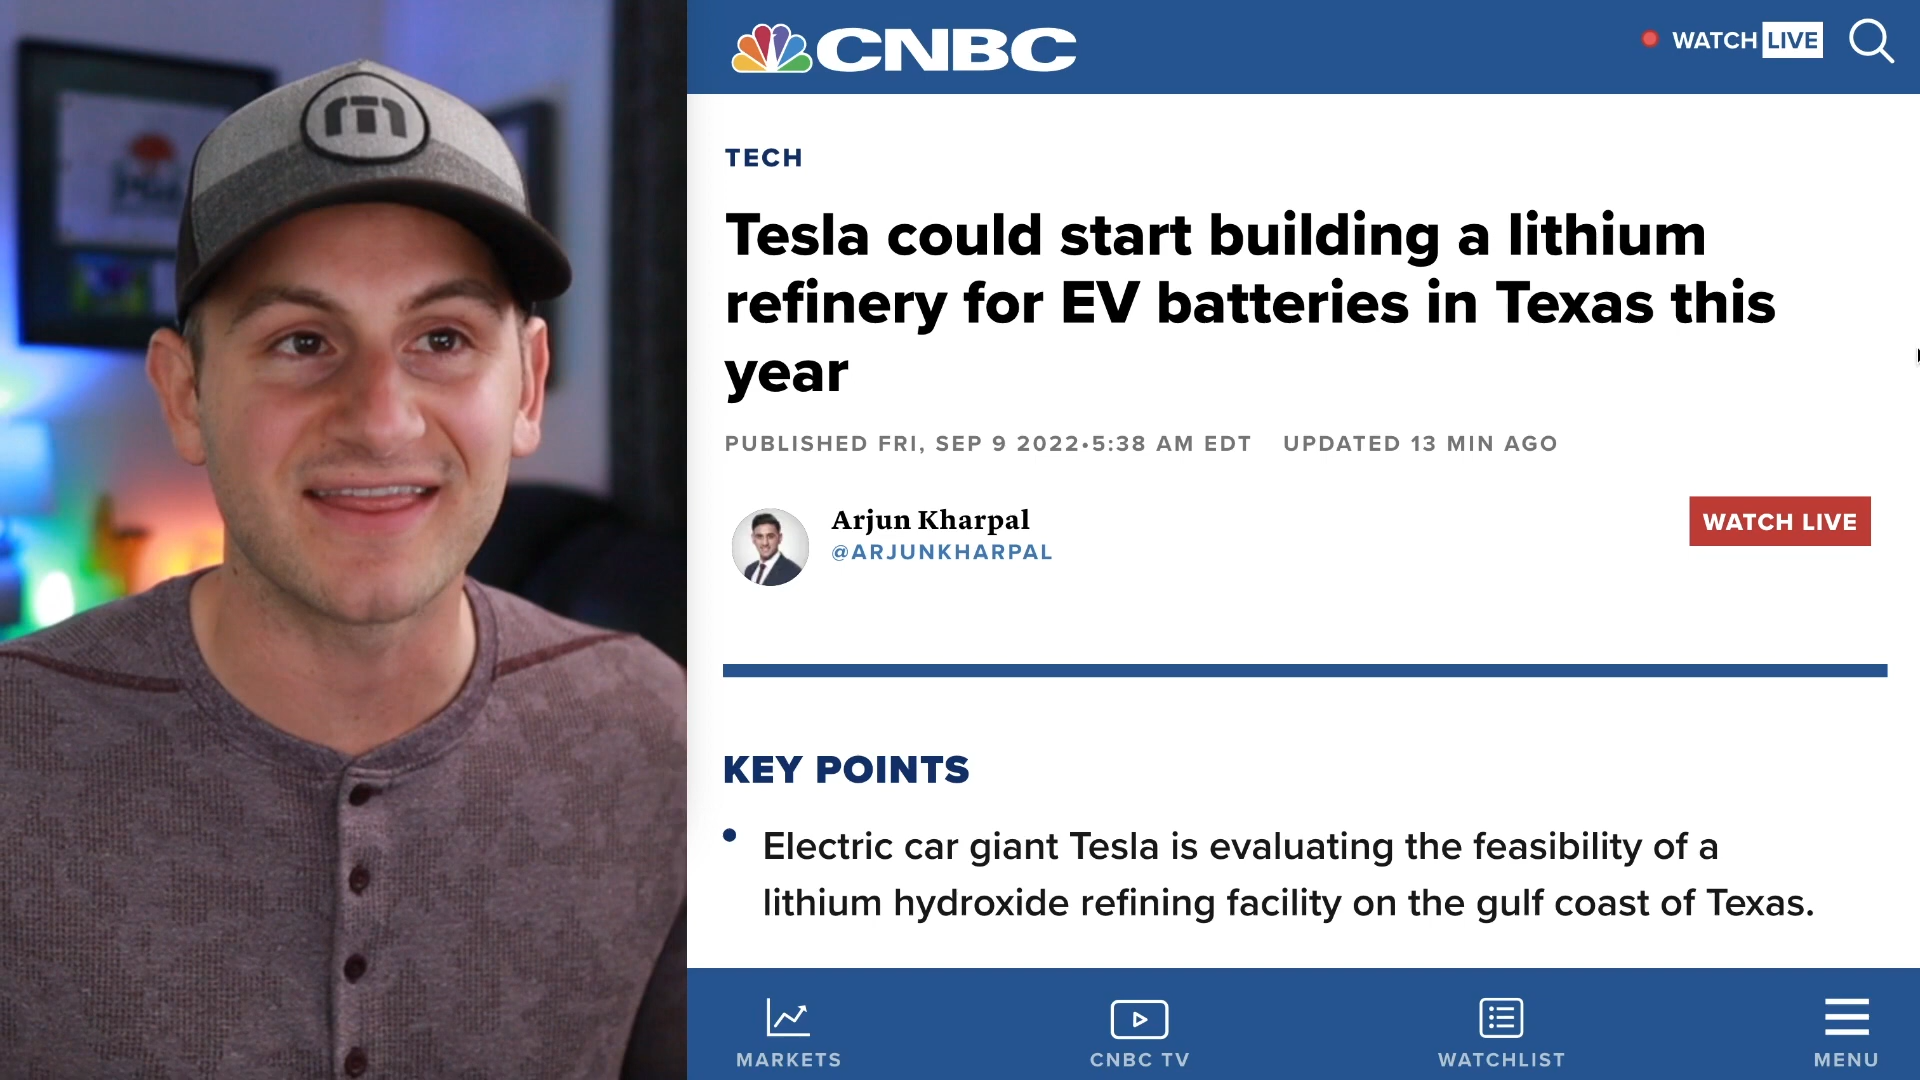 CNBC
WATCH LIVE
TECH
Tesla could start building a lithium
refinery for EV batteries in Texas this
year
PUBLISHED FRI, SEP 9 2022•5:38 AM EDT UPDATED 13 MIN AGO
Arjun Kharpal
@ARJUNKHARPAL
WATCH LIVE
KEY POINTS
• Electric car giant Tesla is evaluating the feasibility of a
lithium hydroxide refining facility on the gulf coast of Texas.
MARKETS
CNBC TV
WATCHLIST
MENU